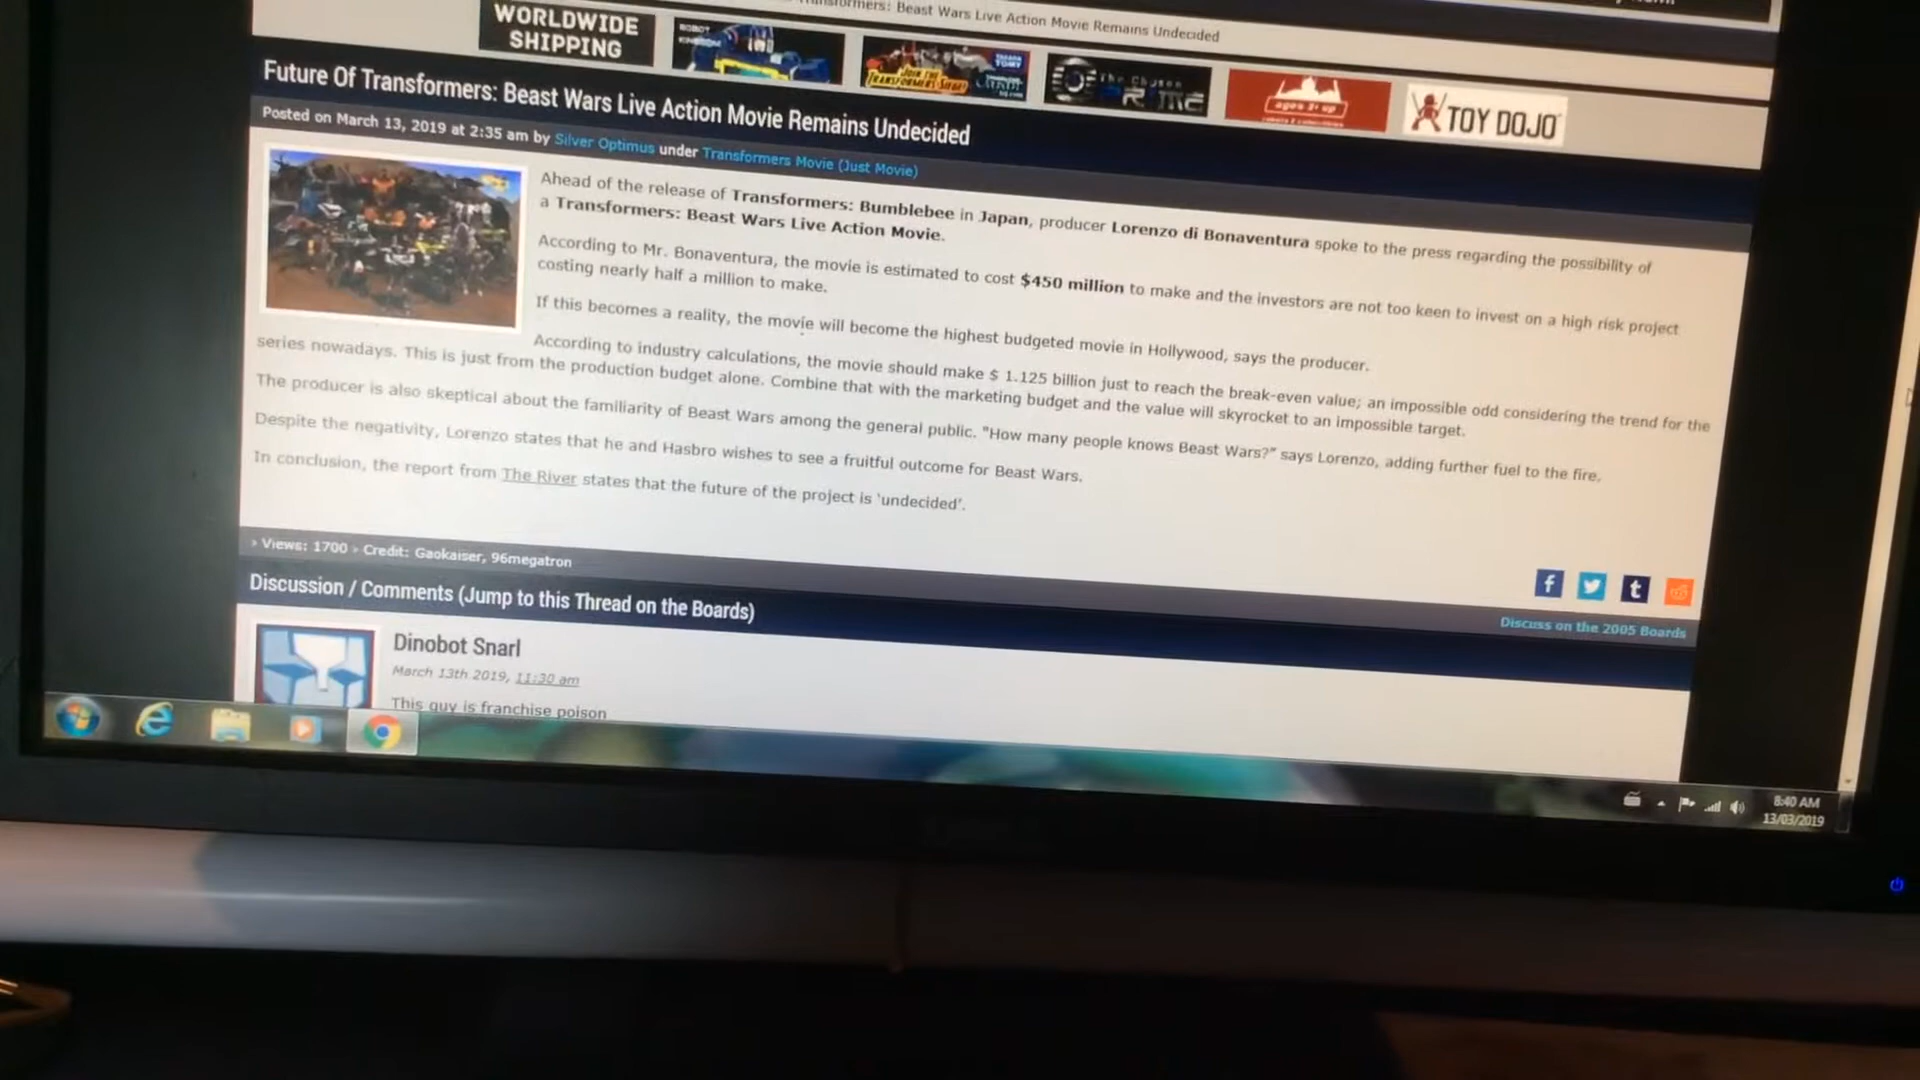 Transformers: Beast Wars Live Action Movie Remains Undecided
WORLDWIDE
SHIPPING
ROBOT
KINGDOM
JOIN THE
TRANSFORMERS SIEGE
TAKARA
TOMY
The Chosen
PRIME
ages 3+ up
TOY DOJO
Future Of Transformers: Beast Wars Live Action Movie Remains Undecided
Posted on March 13, 2019 at 2:35 am by Silver Optimus under Transformers Movie (Just Movie)
Ahead of the release of Transformers: Bumblebee in Japan, producer Lorenzo di Bonaventura spoke to the press regarding the possibility of
a Transformers: Beast Wars Live Action Movie.
According to Mr. Bonaventura, the movie is estimated to cost $450 million to make and the investors are not too keen to invest on a high risk project
costing nearly half a million to make.
If this becomes a reality, the movie will become the highest budgeted movie in Hollywood, says the producer.
According to industry calculations, the movie should make $ 1.125 billion just to reach the break-even value; an impossible odd considering the trend for the
series nowadays. This is just from the production budget alone. Combine that with the marketing budget and the value will skyrocket to an impossible target.
The producer is also skeptical about the familiarity of Beast Wars among the general public. "How many people knows Beast Wars?" says Lorenzo, adding further fuel to the fire.
Despite the negativity, Lorenzo states that he and Hasbro wishes to see a fruitful outcome for Beast Wars.
In conclusion, the report from The River states that the future of the project is 'undecided'.
› Views: 1700 › Credit: Gaokaiser, 96megatron
Discuss on the 2005 Boards
Discussion / Comments (Jump to this Thread on the Boards)
Dinobot Snarl
March 13th 2019, 11:30 am
This guy is franchise poison
8:40 AM
13/03/2019